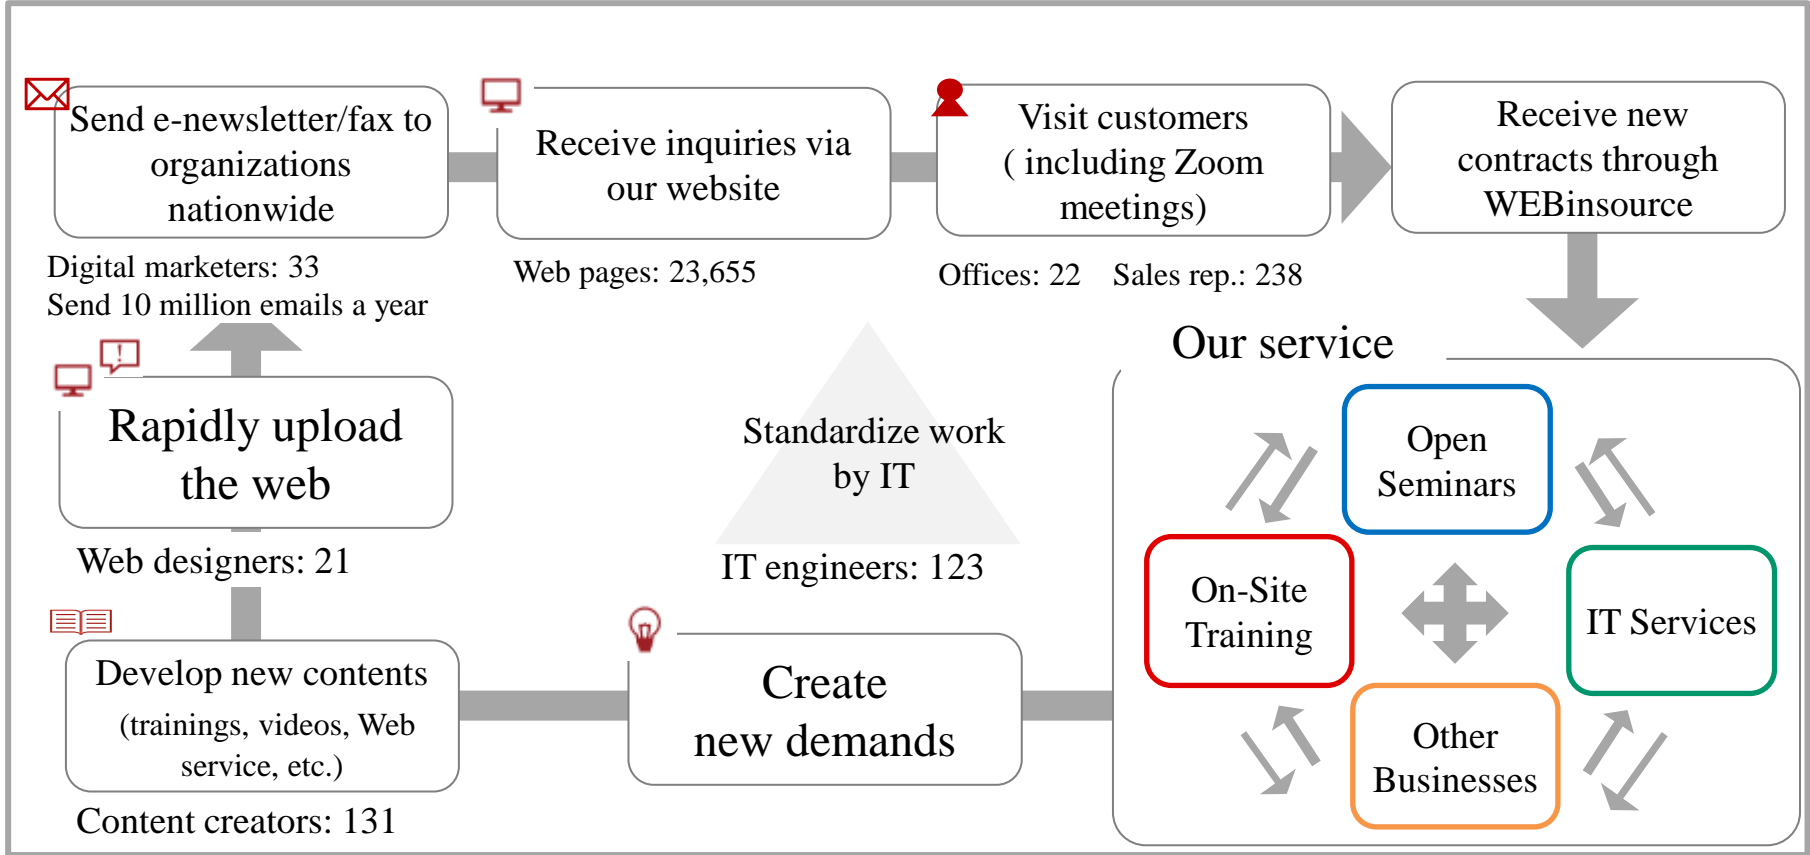 Send e-newsletter/fax to
organizations
nationwide
Digital marketers: 33
Send 10 million emails a year
Receive inquiries via
our website
Web pages: 23,655
Visit customers
( including Zoom
meetings)
Offices: 22 Sales rep.: 238
Receive new
contracts through
WEBinsource
Our service
Open
Seminars
On-Site
Training
IT Services
Other
Businesses
Create
new demands
Develop new contents
(trainings, videos, Web
service, etc.)
Content creators: 131
!
Rapidly upload
the web
Web designers: 21
Standardize work
by IT
IT engineers: 123